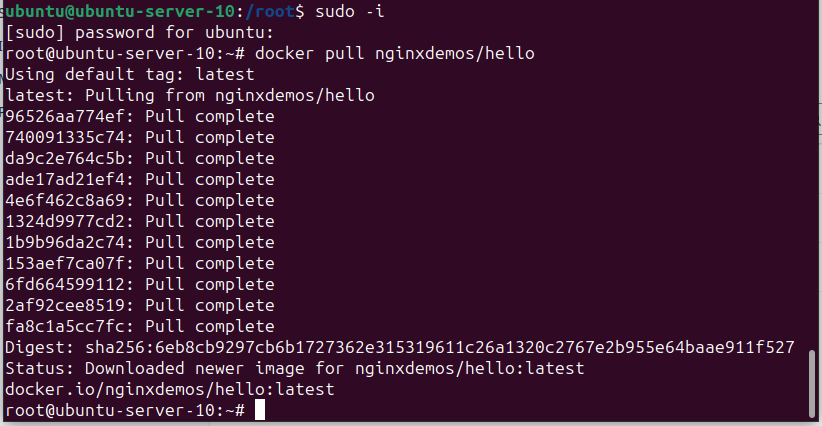 ubuntu@ubuntu-server-10:/root$ sudo -i
[sudo] password for ubuntu:
root@ubuntu-server-10:~# docker pull nginxdemos/hello
Using default tag: latest
latest: Pulling from nginxdemos/hello
96526aa774ef: Pull complete
740091335c74: Pull complete
da9c2e764c5b: Pull complete
ade17ad21ef4: Pull complete
4e6f462c8a69: Pull complete
1324d9977cd2: Pull complete
1b9b96da2c74: Pull complete
153aef7ca07f: Pull complete
6fd664599112: Pull complete
2af92cee8519: Pull complete
fa8c1a5cc7fc: Pull complete
Digest: sha256:6eb8cb9297cb6b1727362e315319611c26a1320c2767e2b955e64baae911f527
Status: Downloaded newer image for nginxdemos/hello:latest
docker.io/nginxdemos/hello:latest
root@ubuntu-server-10:~#